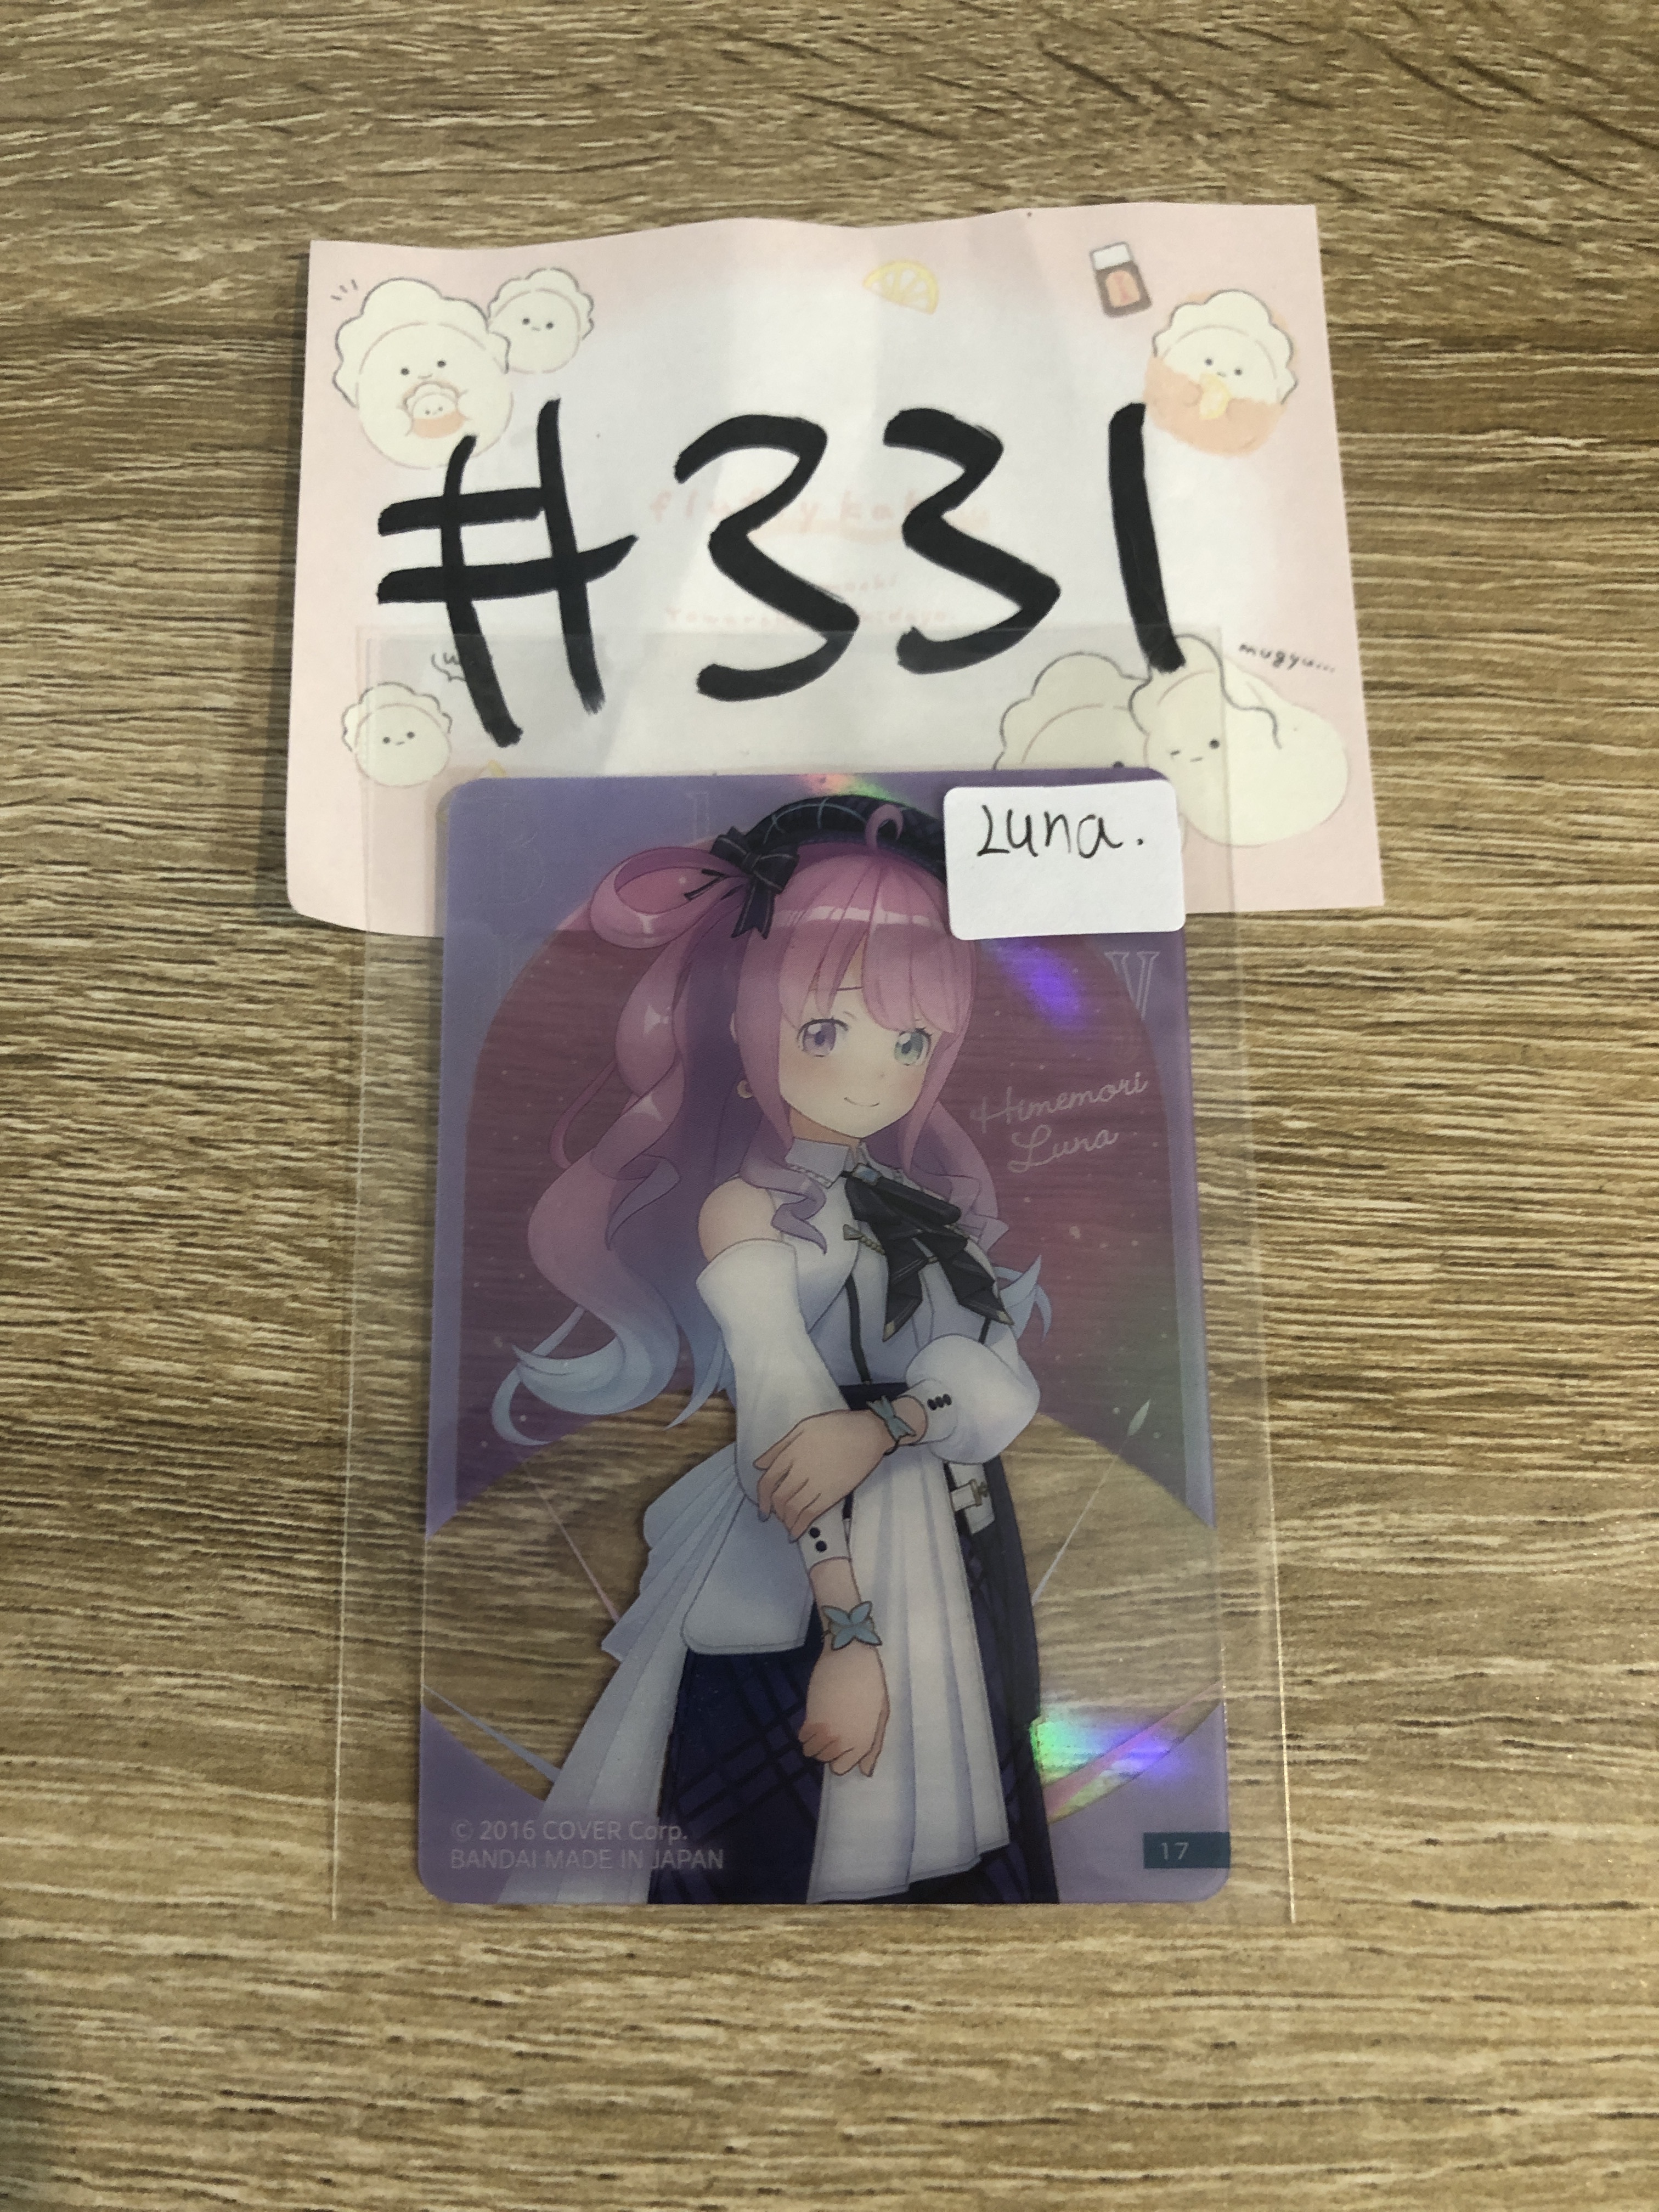 #331
mugyu...
Luna.
Himemori
Luna
© 2016 COVER Corp.
BANDAI MADE IN JAPAN
17